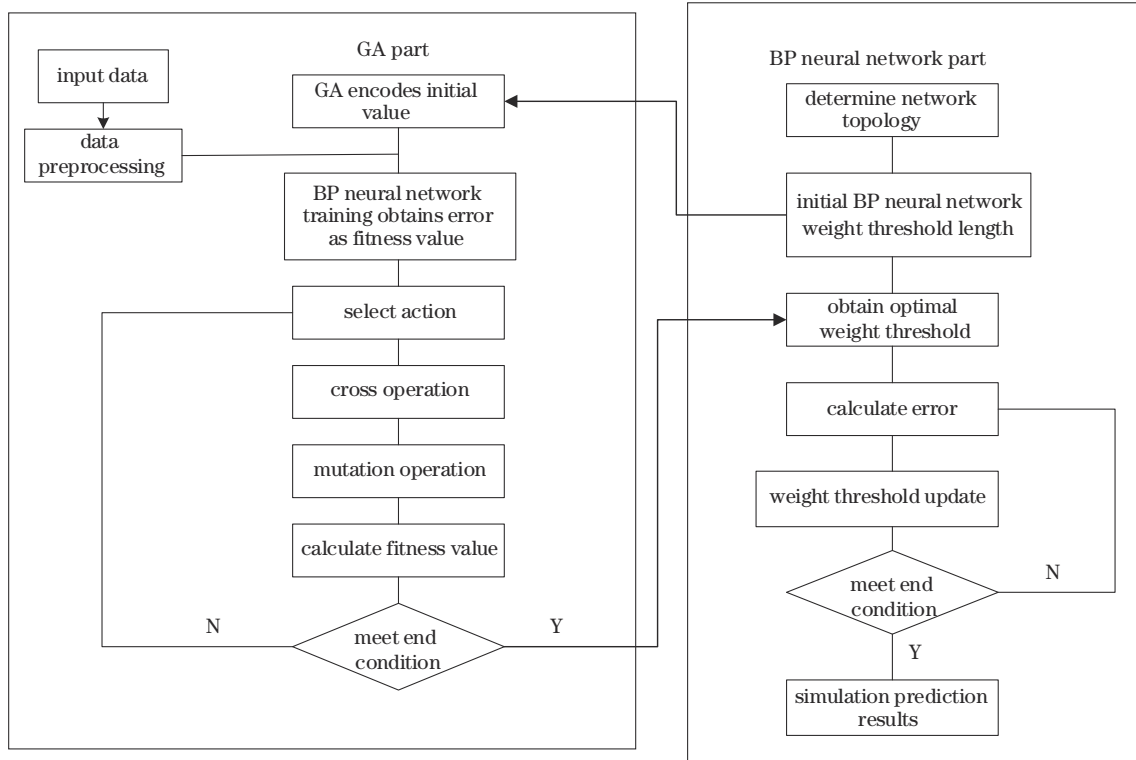 GA part
input data
GA encodes initial
value
data
preprocessing
BP neural network
training obtains error
as fitness value
select action
cross operation
mutation operation
calculate fitness value
N
meet end
condition
Y
BP neural network part
determine network
topology
initial BP neural network
weight threshold length
obtain optimal
weight threshold
calculate error
weight threshold update
meet end
condition
N
Y
simulation prediction
results